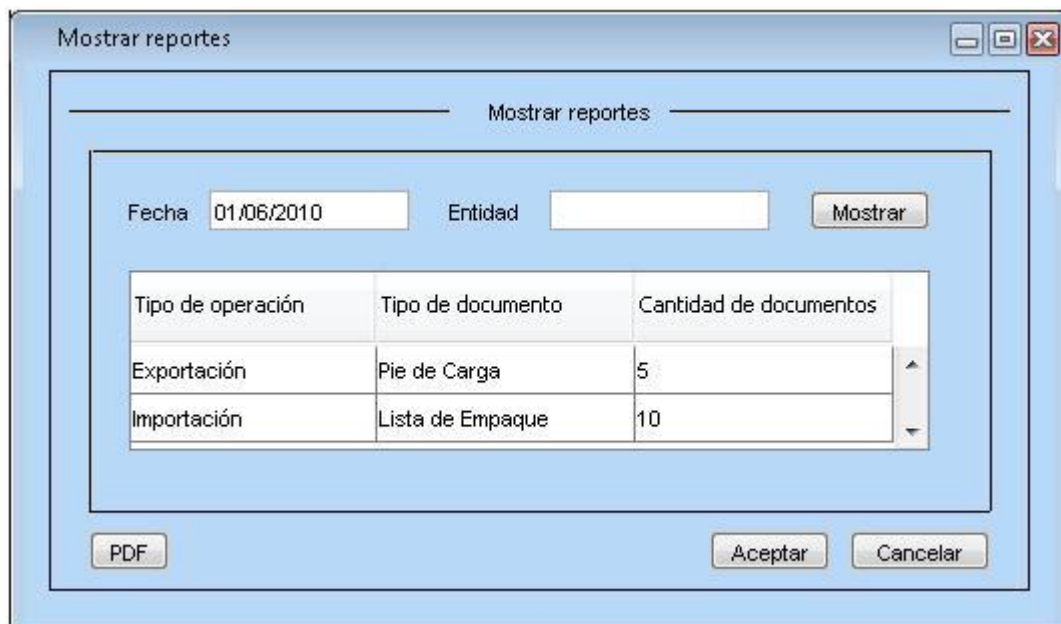 Mostrar reportes
Mostrar reportes
Fecha 01/06/2010 Entidad Mostrar
Tipo de operación Tipo de documento Cantidad de documentos
Exportación Pie de Carga 5
Importación Lista de Empaque 10
PDF Aceptar Cancelar